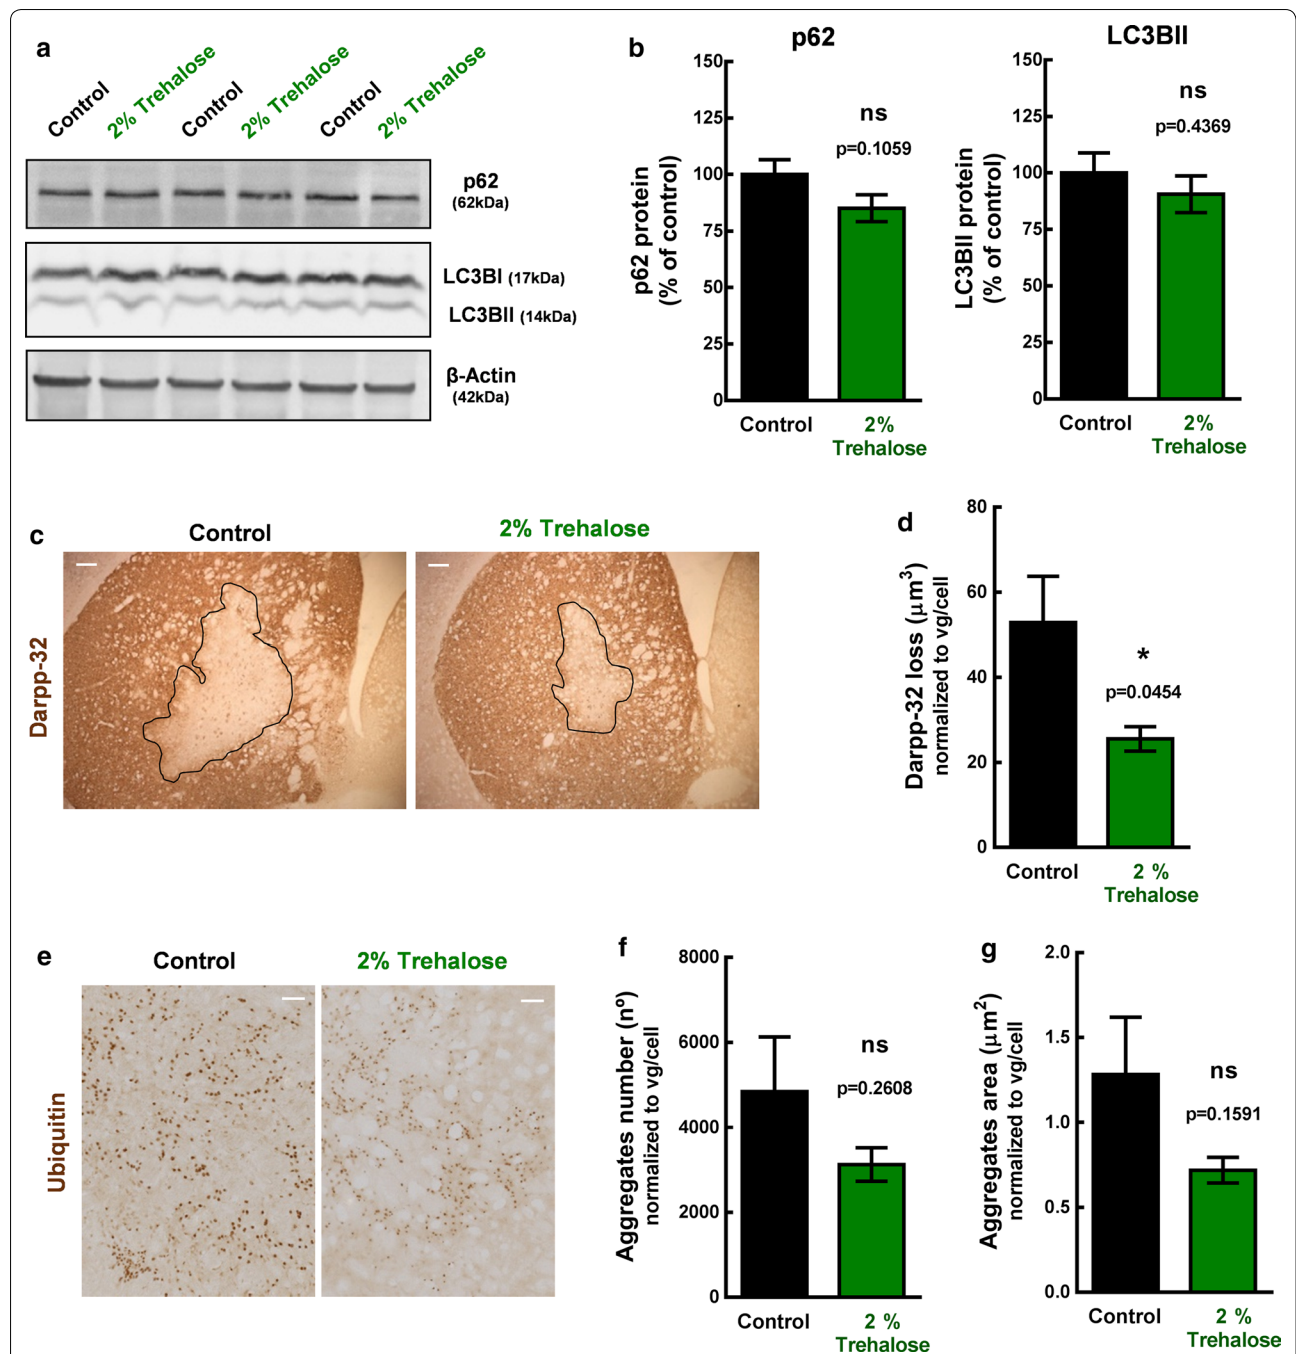 a
Control
2% Trehalose
Control
2% Trehalose
Control
2% Trehalose
p62
(62kDa)
LC3BI (17kDa)
LC3BII (14kDa)
β-Actin
(42kDa)
b
p62
p62 protein
(% of control)
150
125
100
75
50
25
0
ns
p=0.1059
Control
2%
Trehalose
LC3BII
LC3BII protein
(% of control)
150
125
100
75
50
25
0
ns
p=0.4369
Control
2%
Trehalose
c
Control
2% Trehalose
Darpp-32
d
Darpp-32 loss (μm³)
normalized to vg/cell
80
60
40
20
0
*
p=0.0454
Control
2 %
Trehalose
e
Control
2% Trehalose
Ubiquitin
f
Aggregates number (nº)
normalized to vg/cell
8000
6000
4000
2000
0
ns
p=0.2608
Control
2 %
Trehalose
g
Aggregates area (μm²)
normalized to vg/cell
2.0
1.5
1.0
0.5
0.0
ns
p=0.1591
Control
2 %
Trehalose